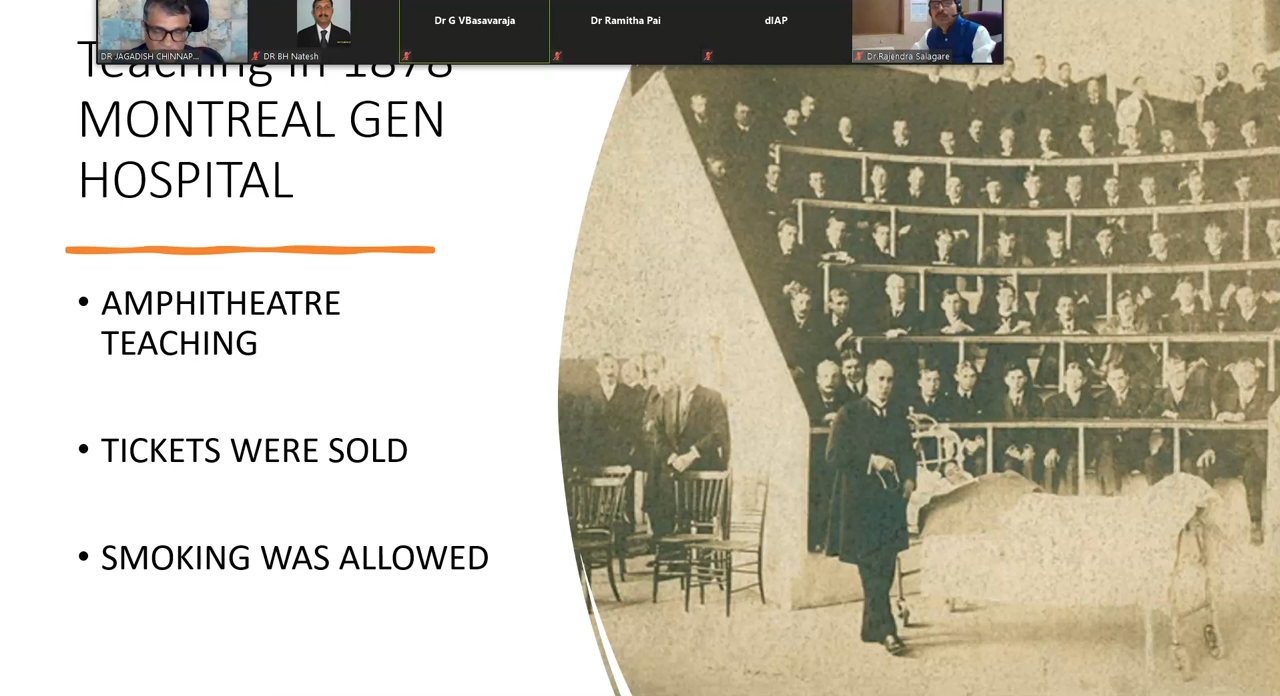 Dr G VBasavaraja
Dr Ramitha Pai
dIAP
DR JAGADISH CHINNAP...
DR BH Natesh
Dr.Rajendra Salagare
Teaching in 1878
MONTREAL GEN
HOSPITAL
• AMPHITHEATRE
TEACHING
• TICKETS WERE SOLD
• SMOKING WAS ALLOWED